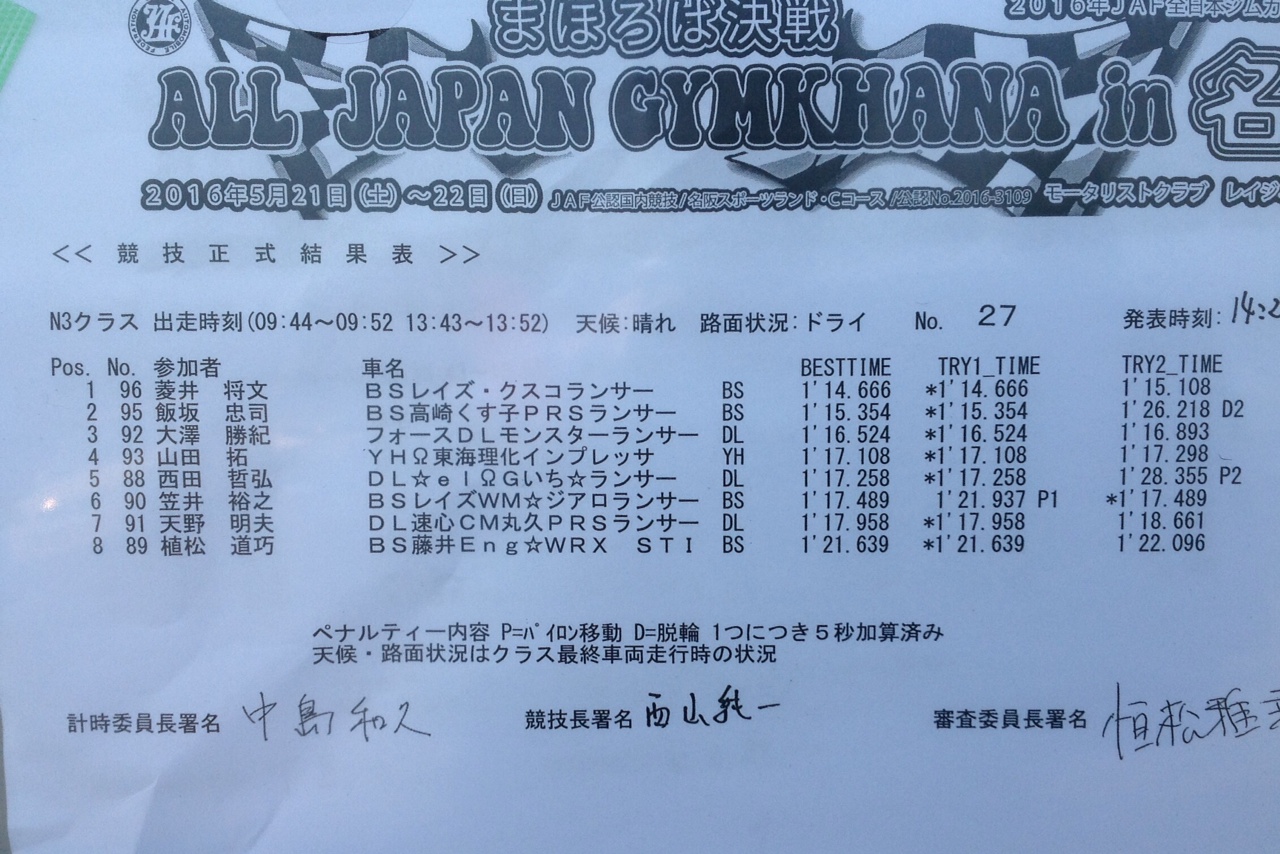 まほろば決戦
2016年JAF全日本ジムカ
ALL JAPAN GYMKHANA in 名
2016年5月21日(土)～22日(日) JAF公認国内競技/名阪スポーツランド・Cコース/公認No.2016-3109 モータリストクラブ レイジ
<< 競技正式結果表 >>
N3クラス 出走時刻(09:44～09:52 13:43～13:52) 天候:晴れ 路面状況:ドライ No. 27 発表時刻: 14:2
Pos. No. 参加者 車名 BESTTIME TRY1_TIME TRY2_TIME
1 96 菱井 将文 BSレイズ・グスコランサー BS 1'14.666 *1'14.666 1'15.108
2 95 飯坂 忠司 BS高崎くす子PRSランサー BS 1'15.354 *1'15.354 1'26.218 D2
3 92 大澤 勝紀 フォースDLモンスターランサー DL 1'16.524 *1'16.524 1'16.893
4 93 山田 拓 YHΩ東海理化インプレッサ YH 1'17.108 *1'17.108 1'17.298
5 88 西田 哲弘 DL☆elΩGいち☆ランサー DL 1'17.258 *1'17.258 1'28.355 P2
6 90 笠井 裕之 BSレイズWM☆ジアロランサー BS 1'17.489 1'21.937 P1 *1'17.489
7 91 天野 明夫 DL速心CM丸久PRSランサー DL 1'17.958 *1'17.958 1'18.661
8 89 植松 道巧 BS藤井Eng☆WRX STI BS 1'21.639 *1'21.639 1'22.096
ペナルティー内容 P=ﾊﾟｲﾛﾝ移動 D=脱輪 1つにつき5秒加算済み
天候・路面状況はクラス最終車両走行時の状況
計時委員長署名 中島和久 競技長署名 西山純一 審査委員長署名 恒松雅